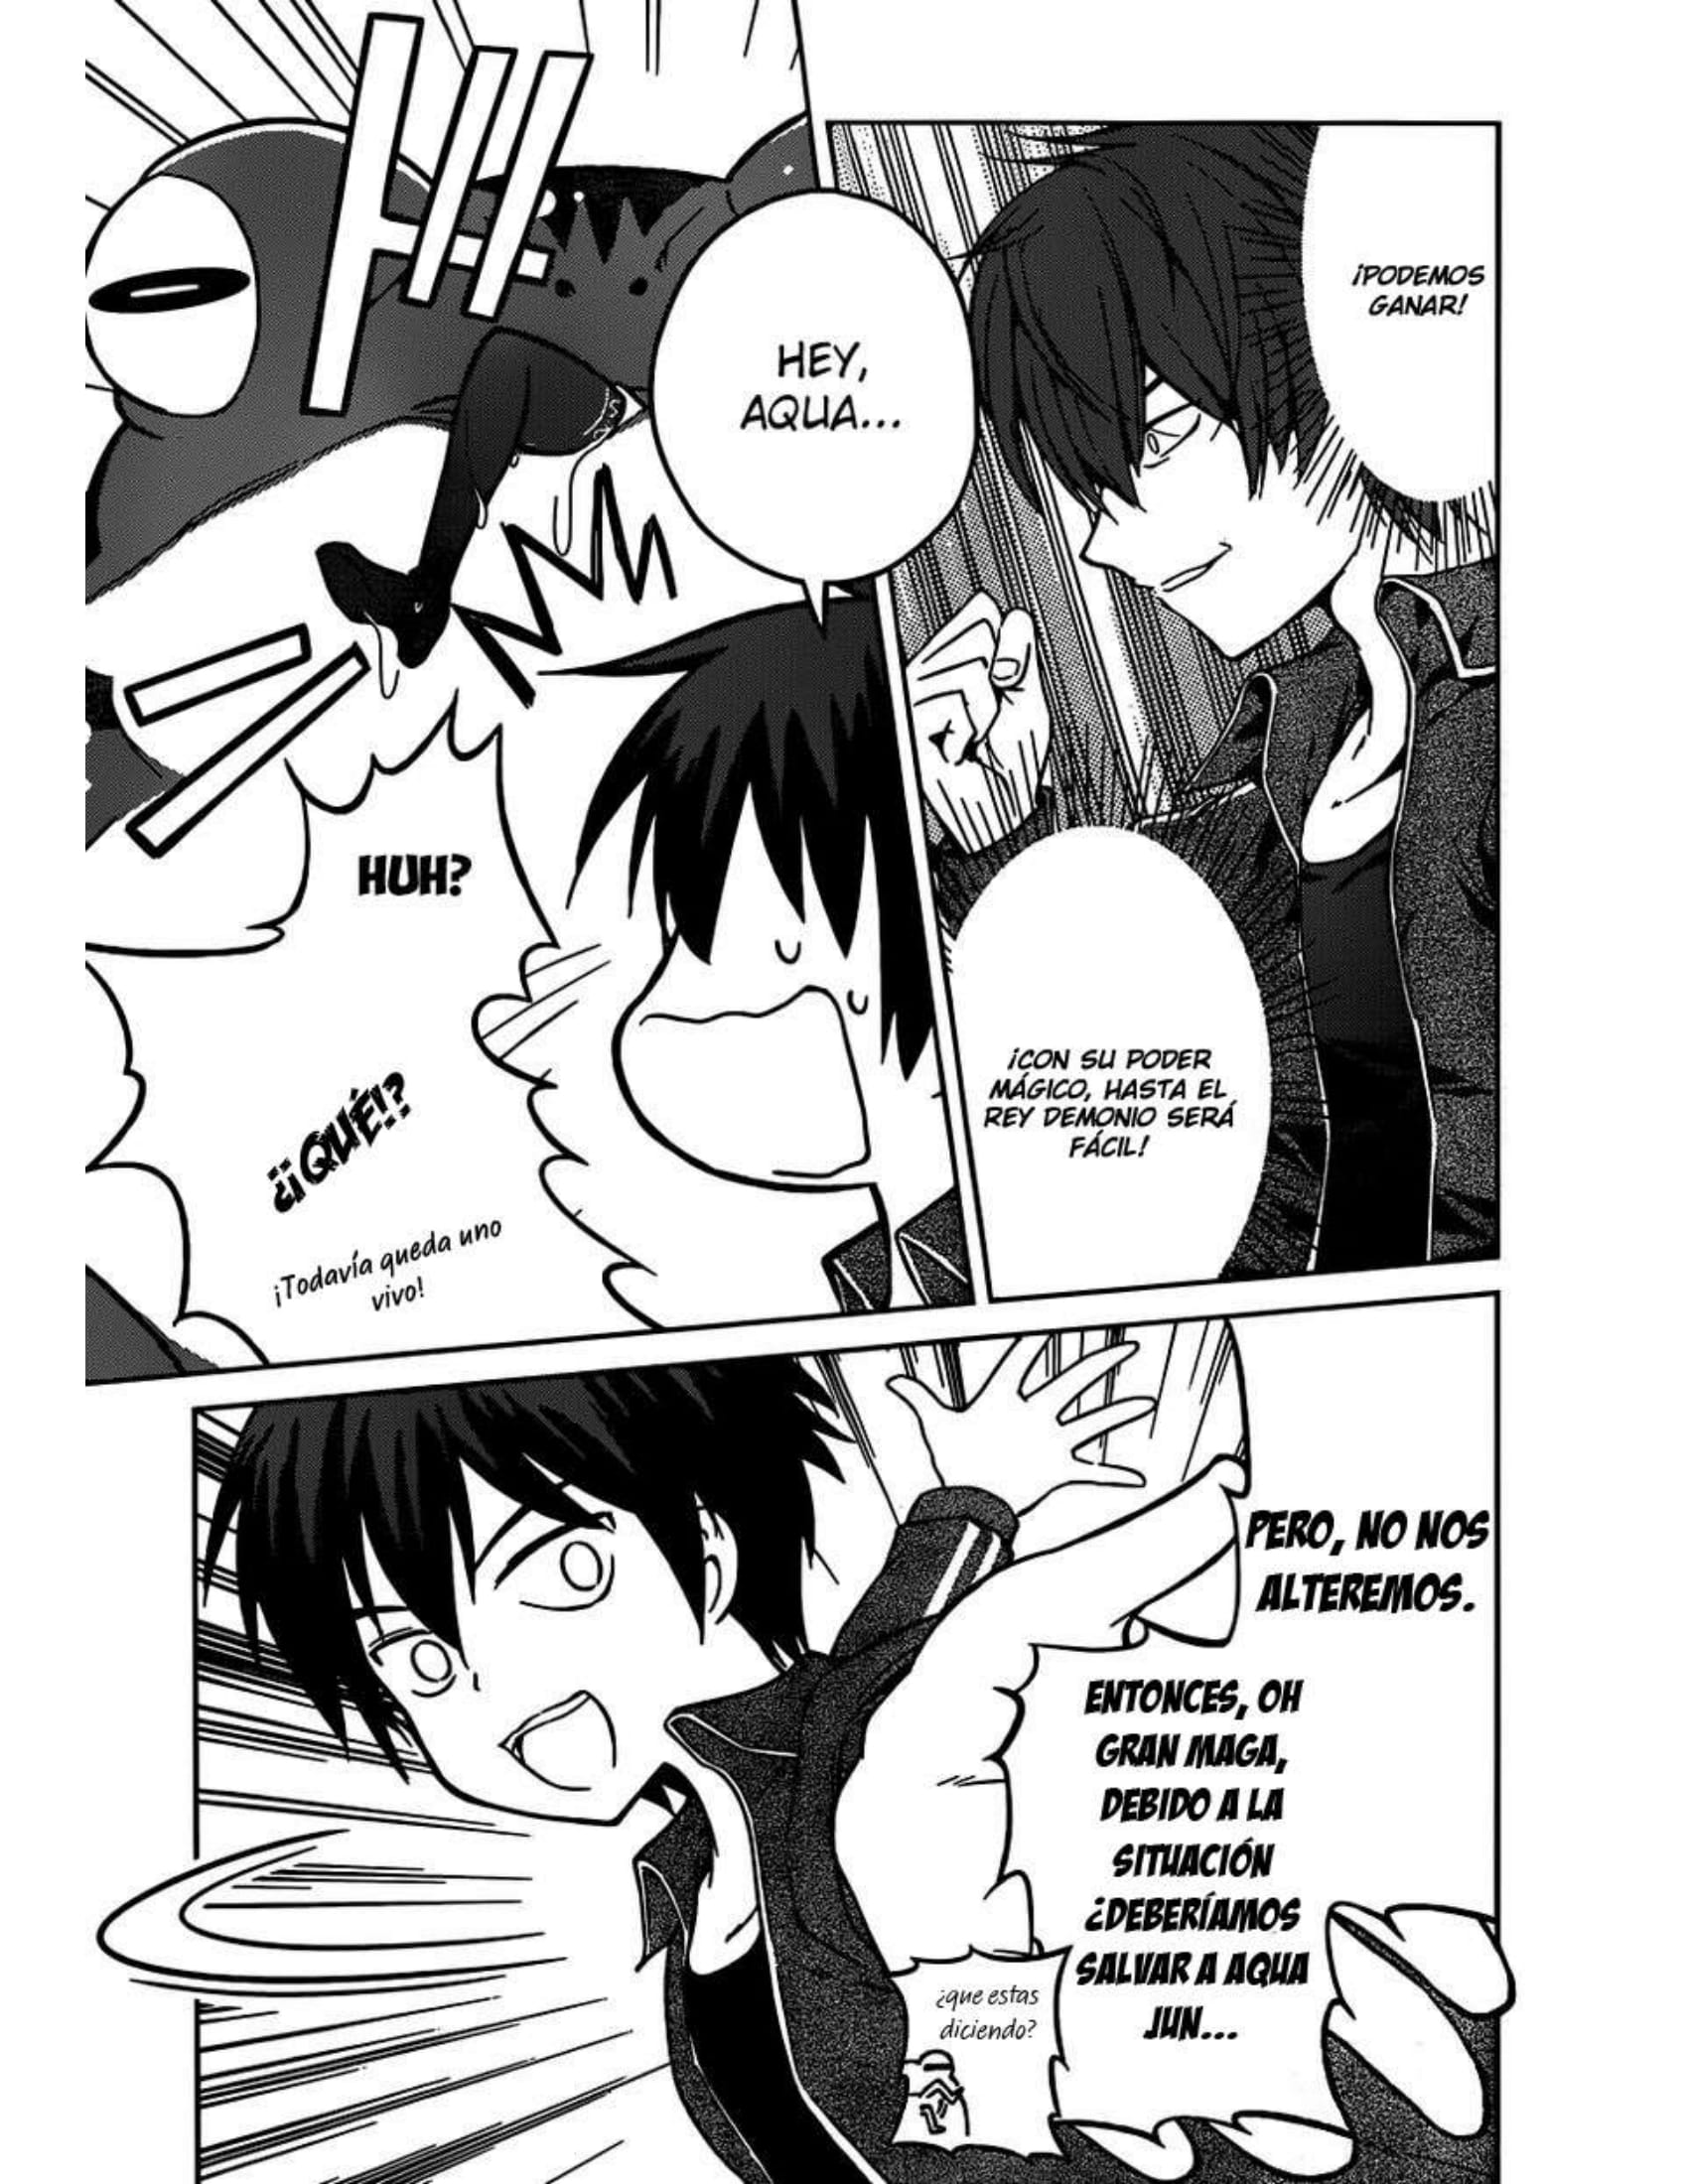 ¡PODEMOS
GANAR!
¡CON SU PODER
MÁGICO, HASTA EL
REY DEMONIO SERÁ
FÁCIL!
HEY,
AQUA...
HUH?
¿¡QUÉ!?
¡Todavía queda uno
vivo!
PERO, NO NOS
ALTEREMOS.
ENTONCES, OH
GRAN MAGA,
DEBIDO A LA
SITUACIÓN
¿DEBERÍAMOS
SALVAR A AQUA
JUN...
¿que estas
diciendo?